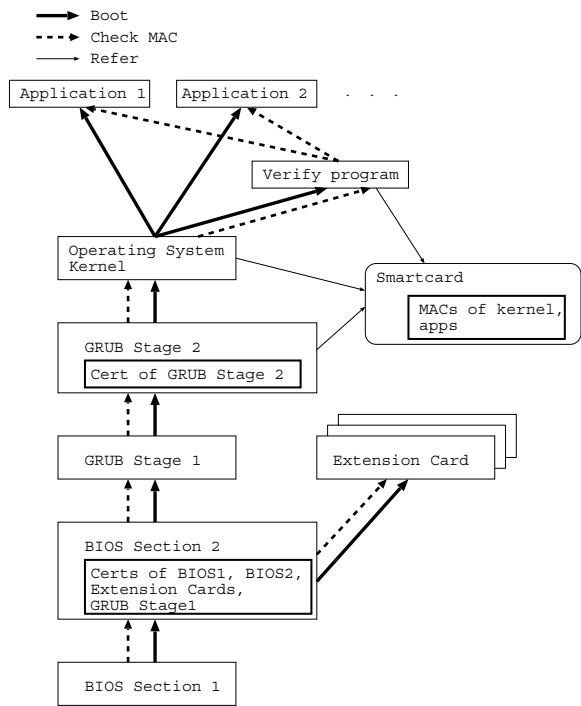 Boot
Check MAC
Refer
Application 1
Application 2
. . .
Verify program
Operating System
Kernel
Smartcard
MACs of kernel,
apps
GRUB Stage 2
Cert of GRUB Stage 2
GRUB Stage 1
Extension Card
BIOS Section 2
Certs of BIOS1, BIOS2,
Extension Cards,
GRUB Stage1
BIOS Section 1